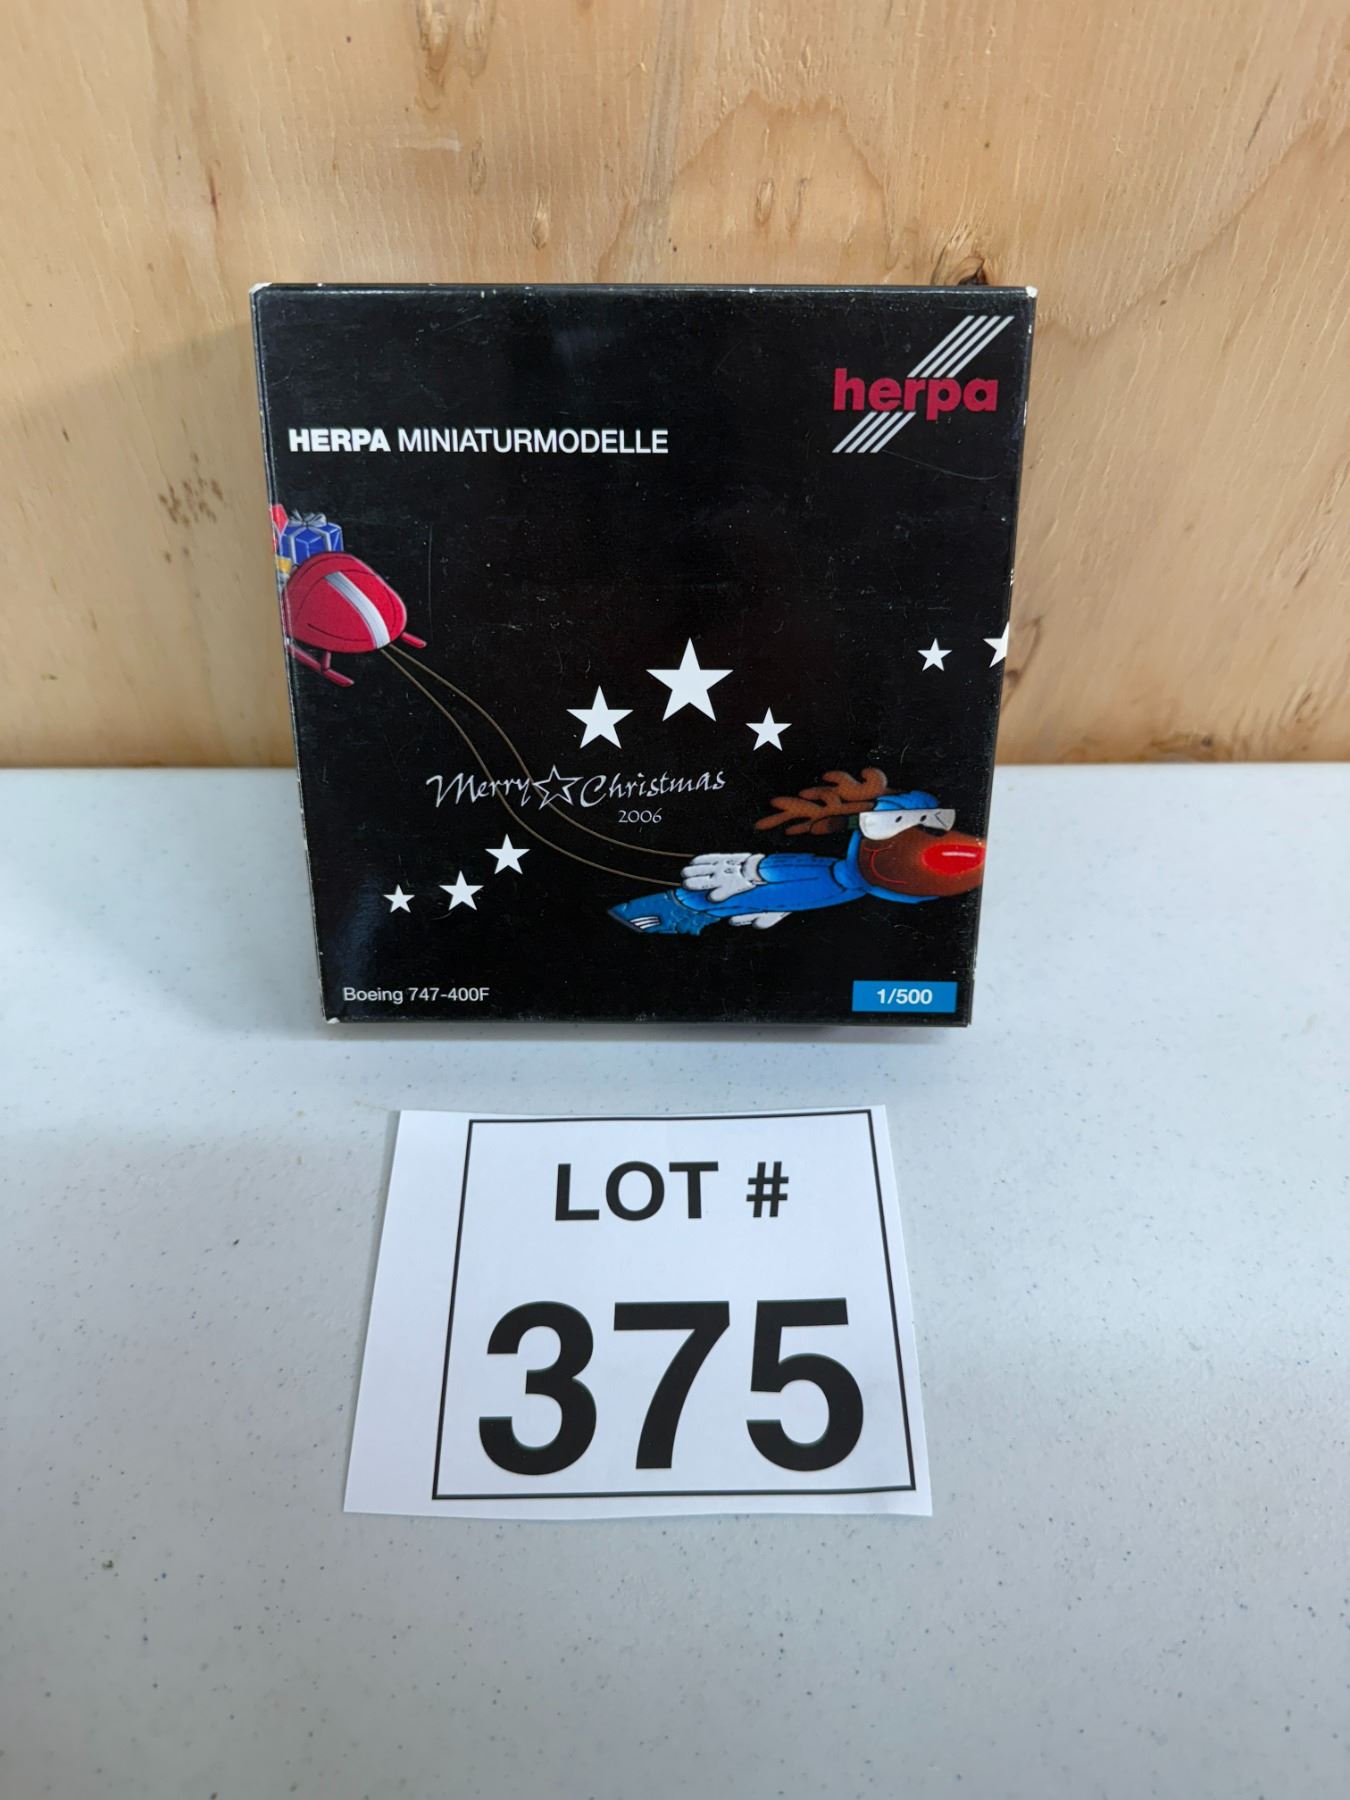 herpa
HERPA MINIATURMODELLE
Merry Christmas
2006
Boeing 747-400F
1/500
LOT #
375